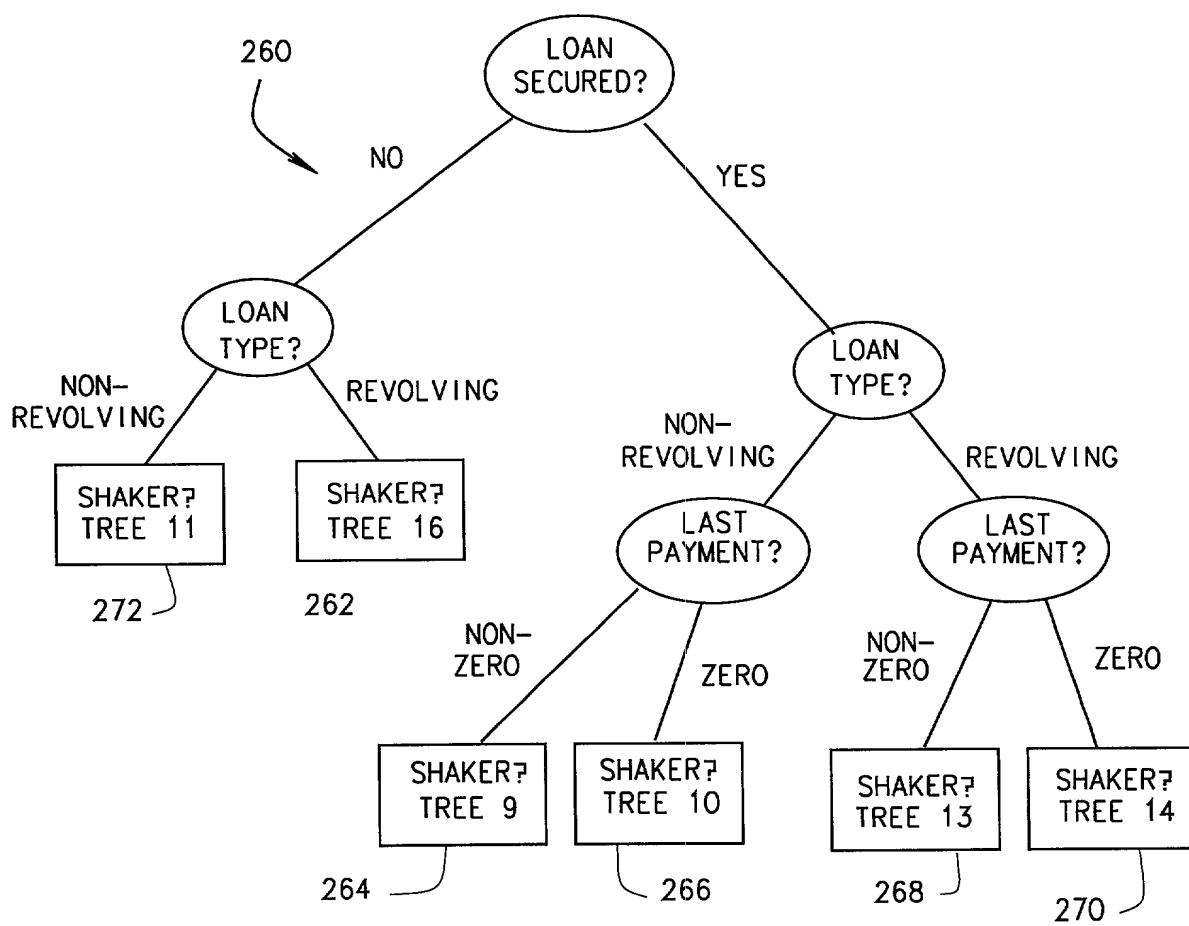 LOAN
SECURED?
260
NO
YES
LOAN
TYPE?
LOAN
TYPE?
NON-
REVOLVING
REVOLVING
NON-
REVOLVING
REVOLVING
SHAKER?
TREE 11
SHAKER?
TREE 16
LAST
PAYMENT?
LAST
PAYMENT?
272
262
NON-
ZERO
ZERO
NON-
ZERO
ZERO
SHAKER?
TREE 9
SHAKER?
TREE 10
SHAKER?
TREE 13
SHAKER?
TREE 14
264
266
268
270